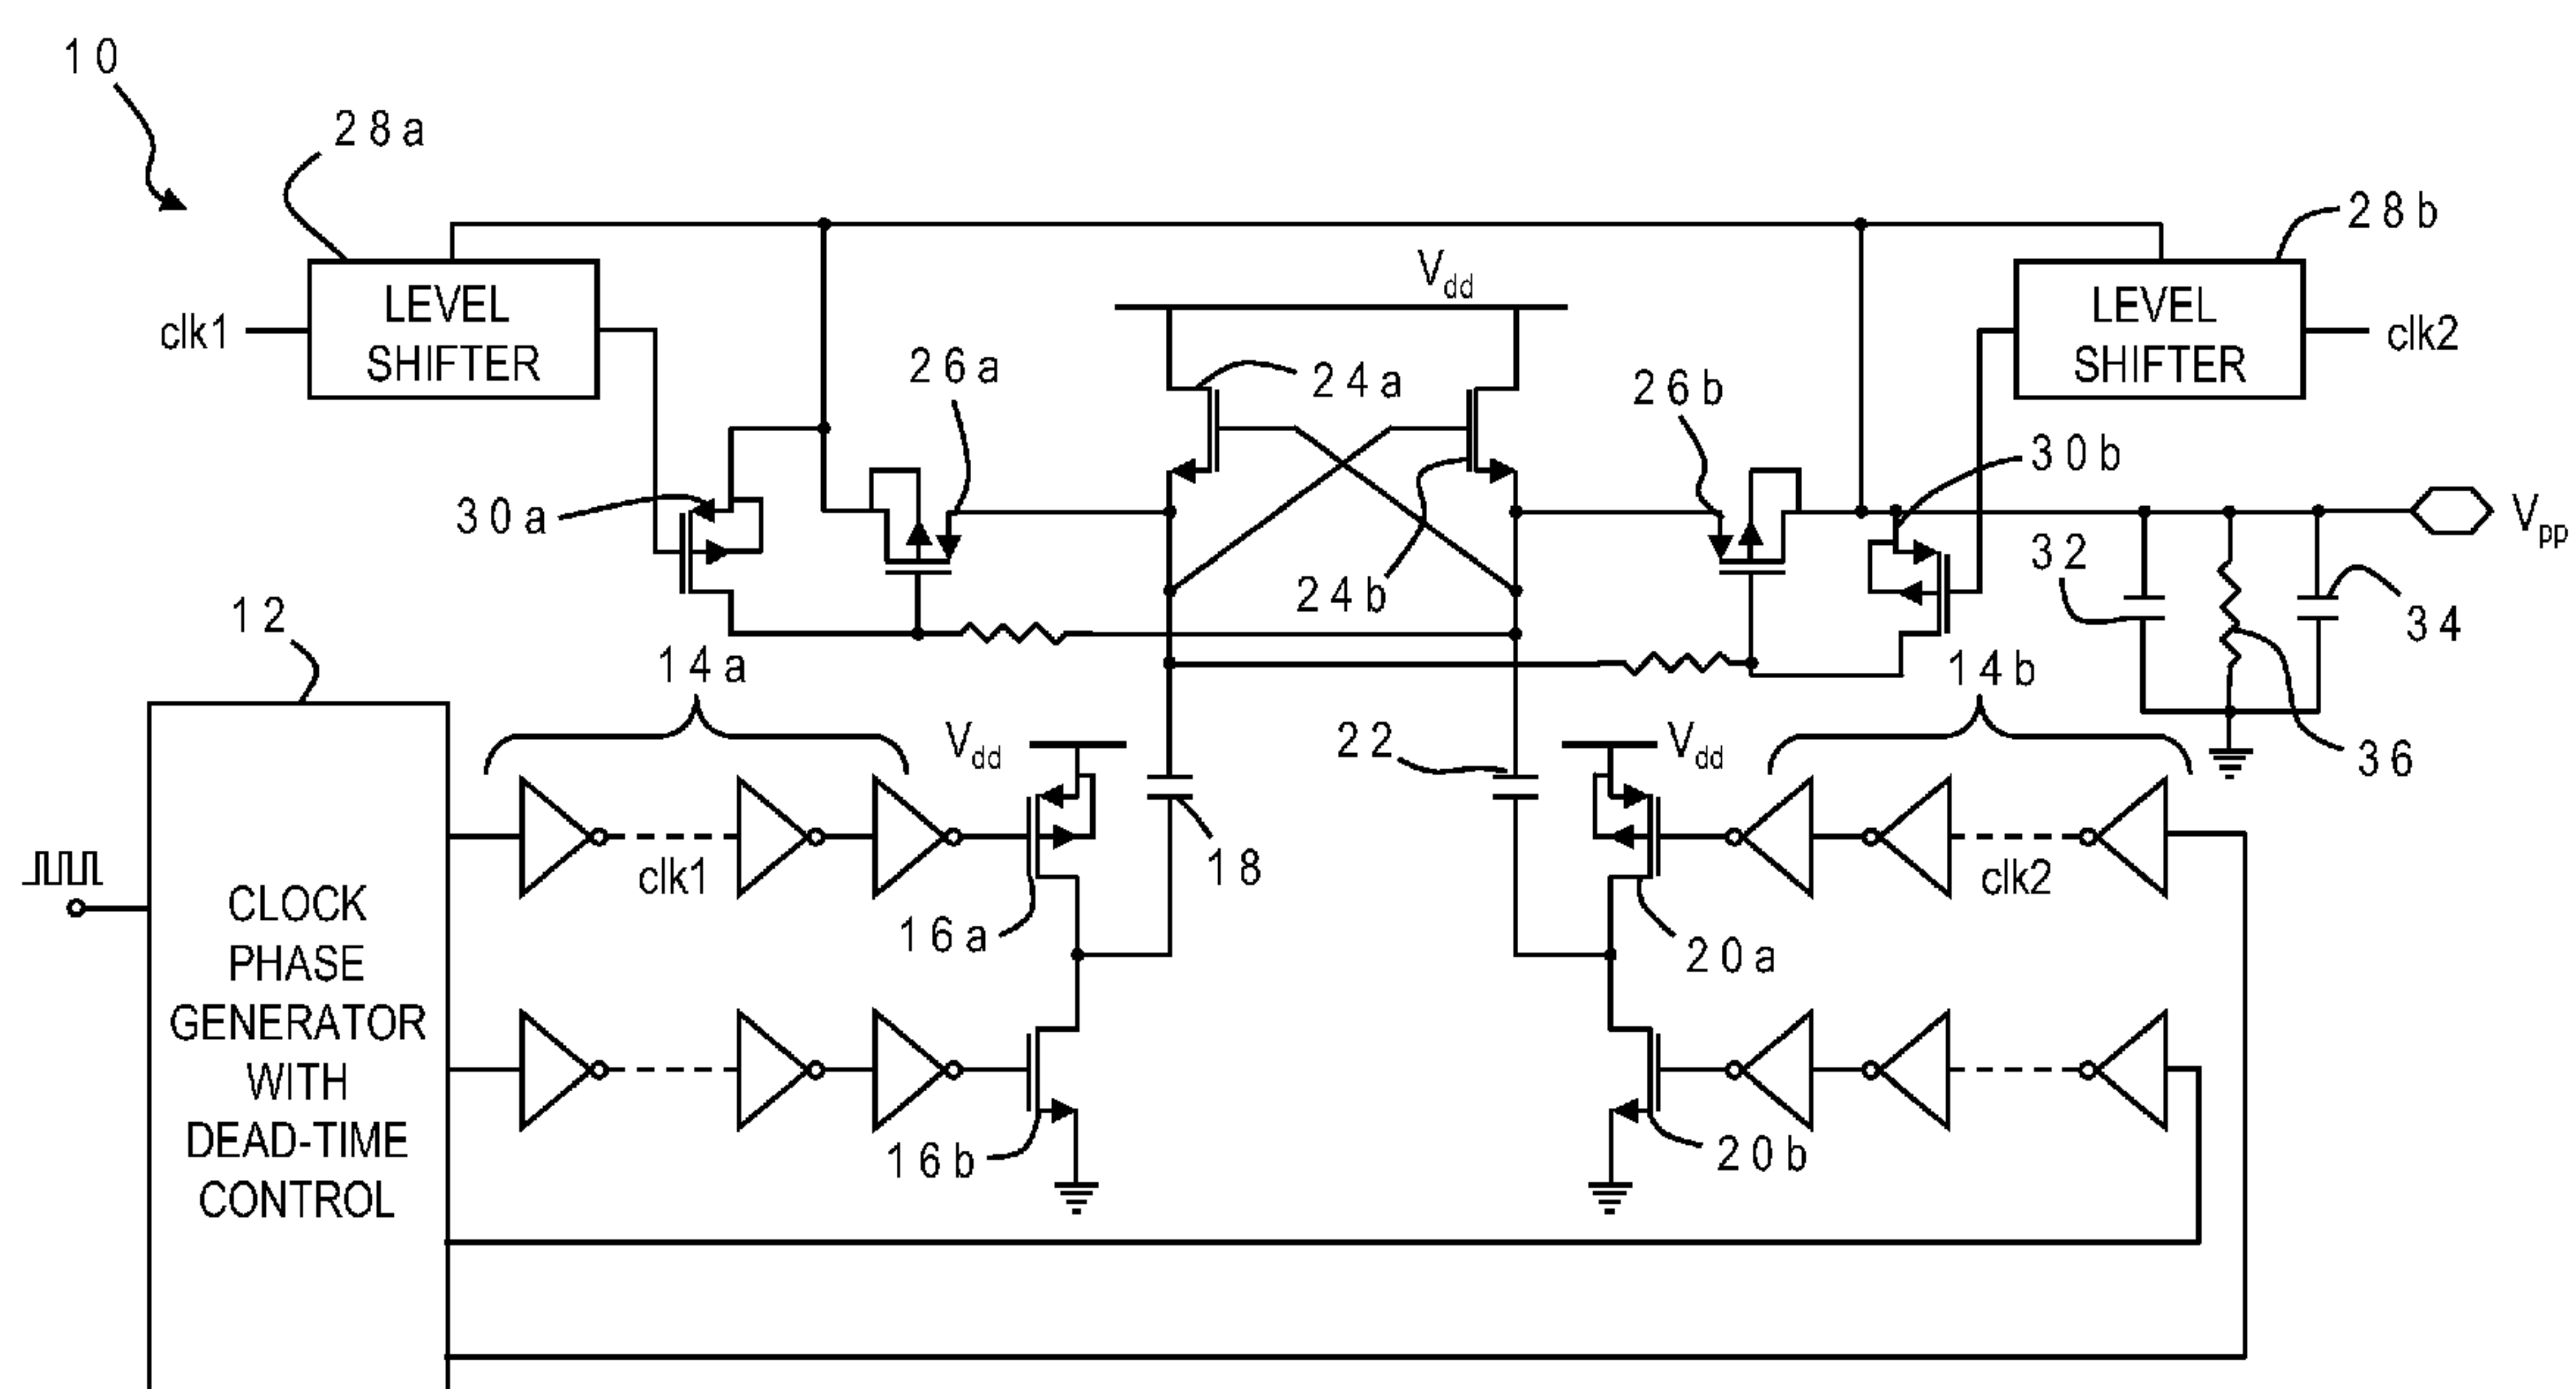 10
28a
28b
Vdd
LEVEL
SHIFTER
clk1
LEVEL
SHIFTER
clk2
26a
24a
26b
30b
30a
24b
32
Vpp
34
12
14a
14b
Vdd
22
Vdd
36
clk1
18
clk2
CLOCK
PHASE
GENERATOR
WITH
DEAD-TIME
CONTROL
16a
20a
16b
20b